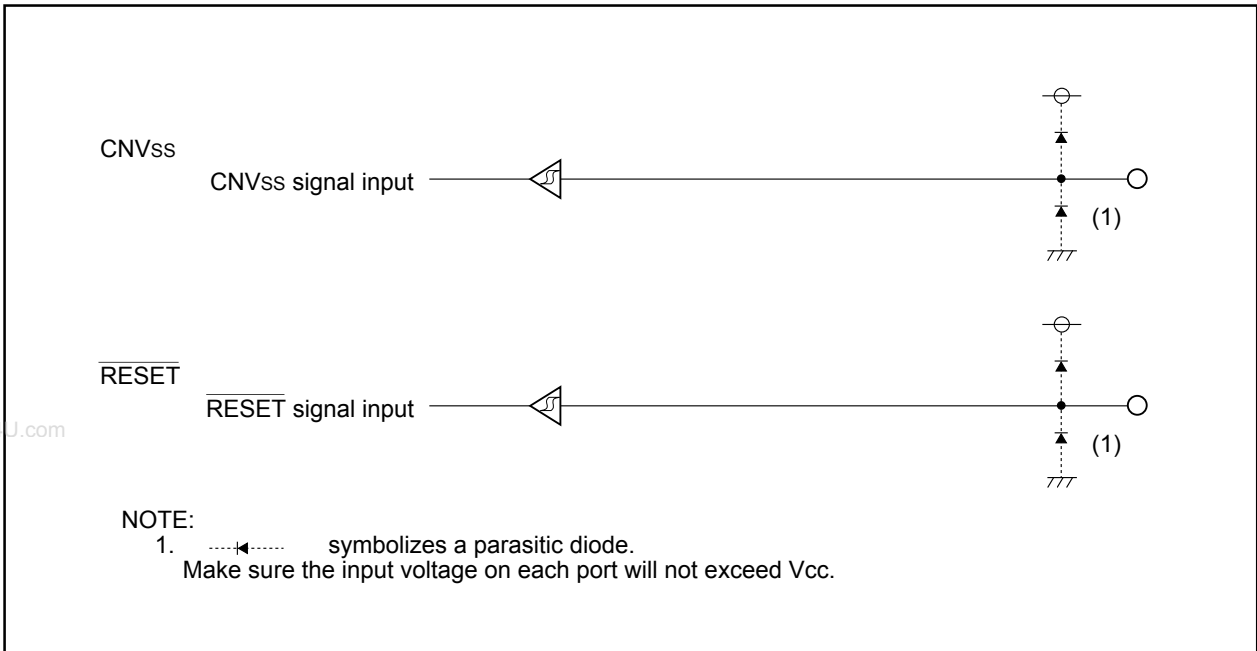 CNVss
CNVss signal input
(1)
RESET
RESET signal input
(1)
U.com
NOTE:
1. symbolizes a parasitic diode.
Make sure the input voltage on each port will not exceed Vcc.